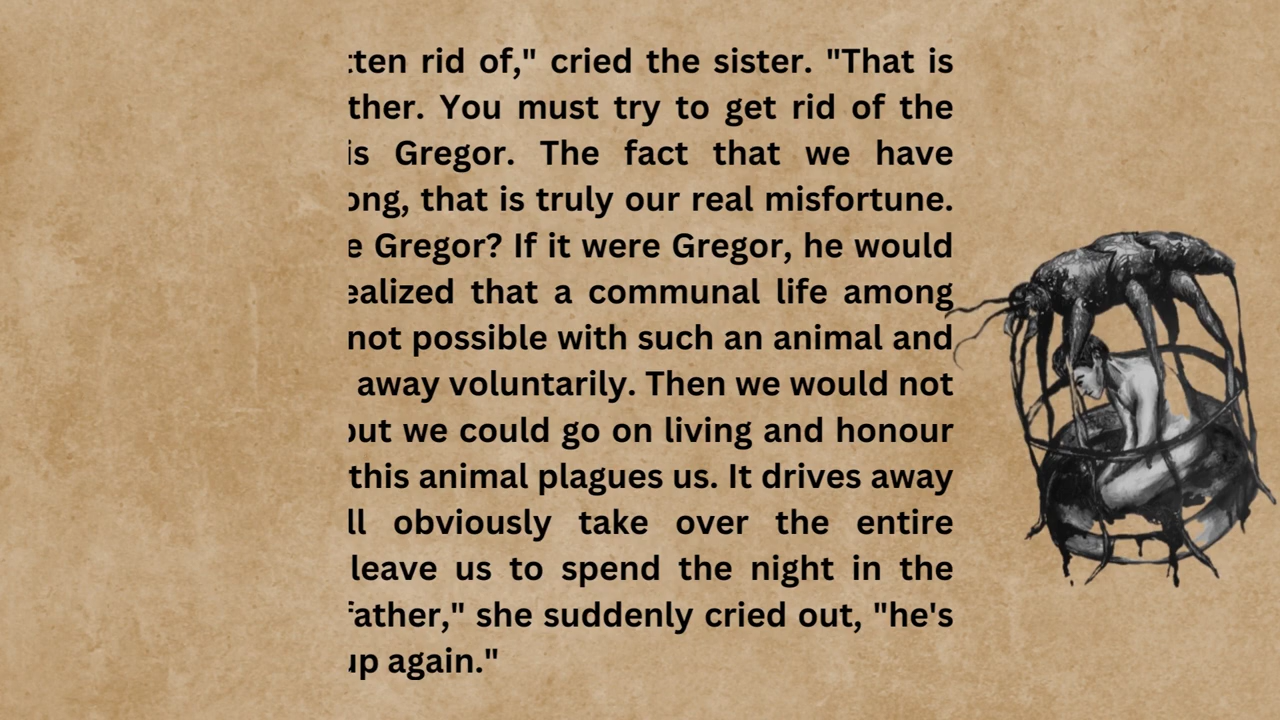 tten rid of," cried the sister. "That is
ther. You must try to get rid of the
is Gregor. The fact that we have
ong, that is truly our real misfortune.
e Gregor? If it were Gregor, he would
ealized that a communal life among
not possible with such an animal and
away voluntarily. Then we would not
out we could go on living and honour
this animal plagues us. It drives away
ll obviously take over the entire
leave us to spend the night in the
father," she suddenly cried out, "he's
up again."